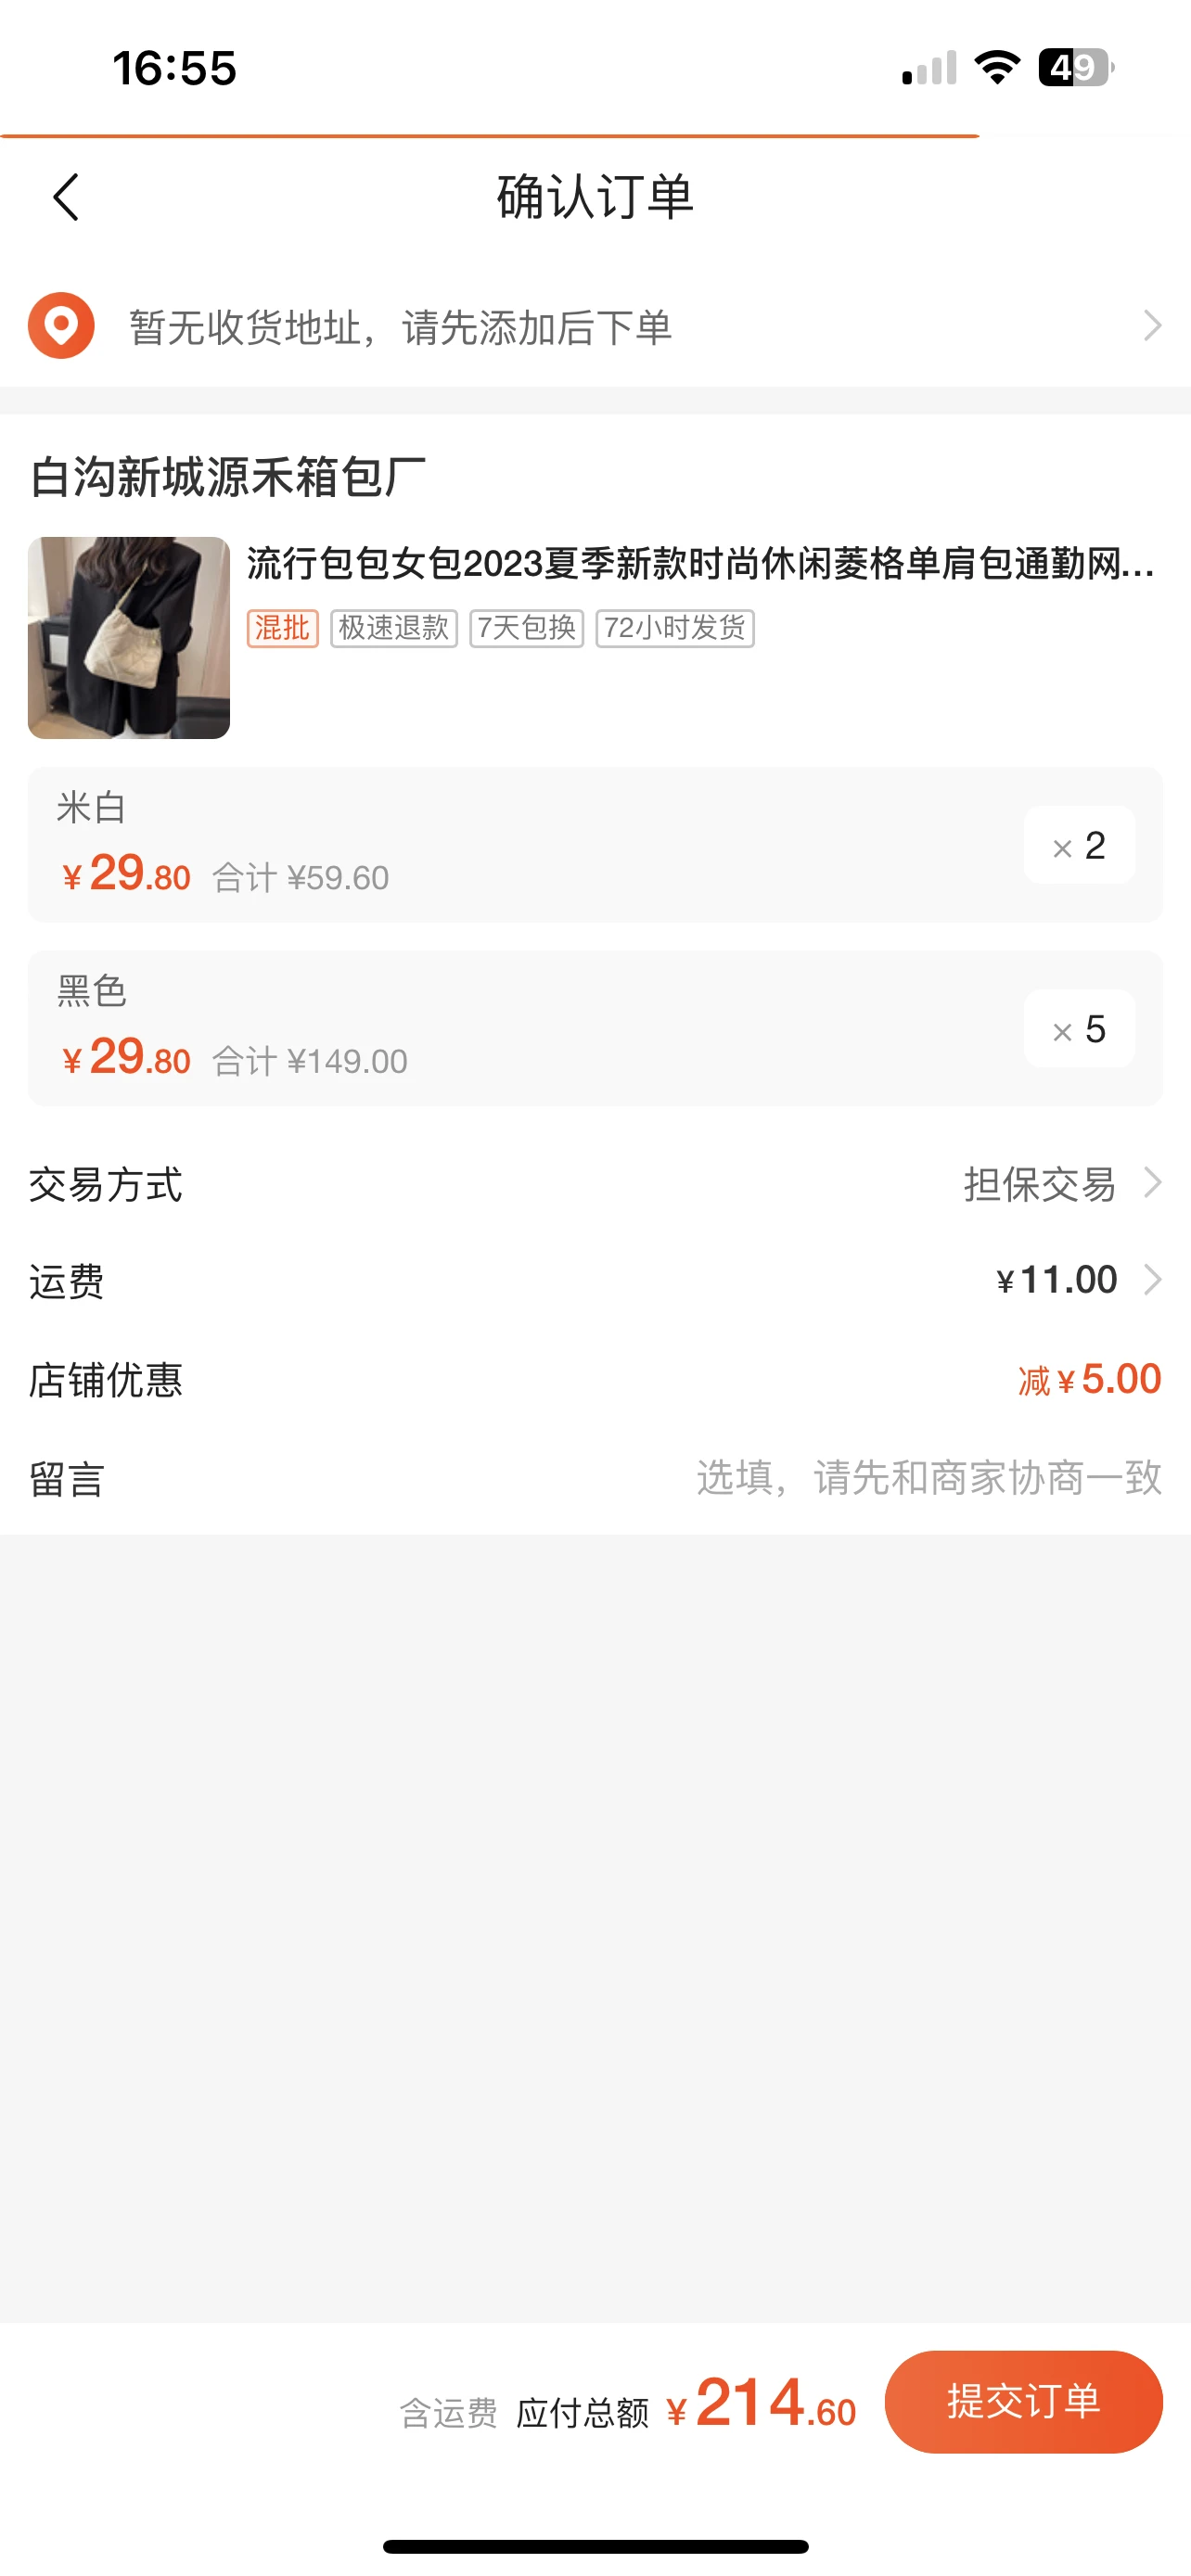 16:55
49
确认订单
暂无收货地址，请先添加后下单
白沟新城源禾箱包厂
流行包包女包2023夏季新款时尚休闲菱格单肩包通勤网...
混批 极速退款 7天包换 72小时发货
米白
¥29.80 合计 ¥59.60
× 2
黑色
¥29.80 合计 ¥149.00
× 5
交易方式 担保交易
运费 ¥11.00
店铺优惠 减¥5.00
留言 选填，请先和商家协商一致
含运费 应付总额 ¥214.60 提交订单